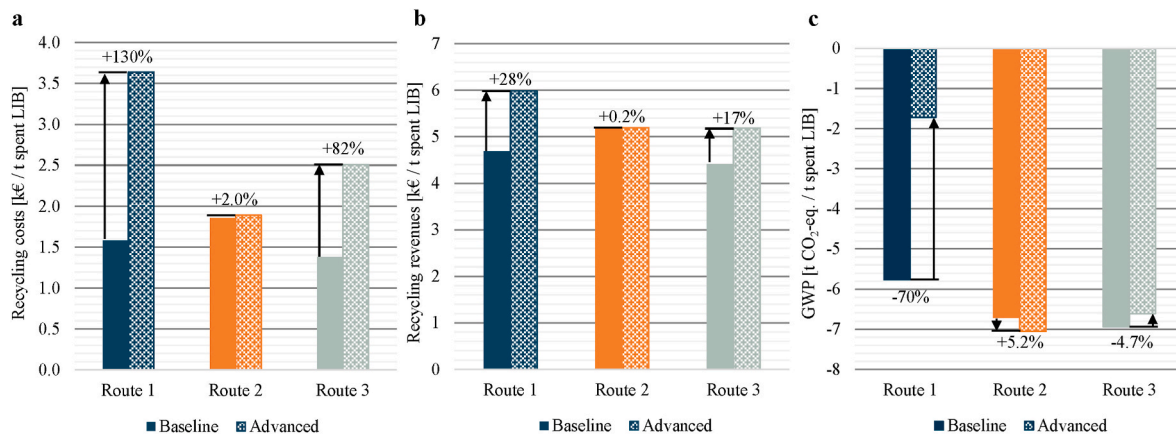 a
Recycling costs [k€ / t spent LIB]
4.0
3.5
3.0
2.5
2.0
1.5
1.0
0.5
0.0
+130%
+2.0%
+82%
Route 1 Route 2 Route 3
Baseline Advanced
b
Recycling revenues [k€ / t spent LIB]
7
6
5
4
3
2
1
0
+28%
+0.2%
+17%
Route 1 Route 2 Route 3
Baseline Advanced
c
GWP [t CO₂-eq. / t spent LIB]
0
-1
-2
-3
-4
-5
-6
-7
-8
-70%
+5.2%
-4.7%
Route 1 Route 2 Route 3
Baseline Advanced